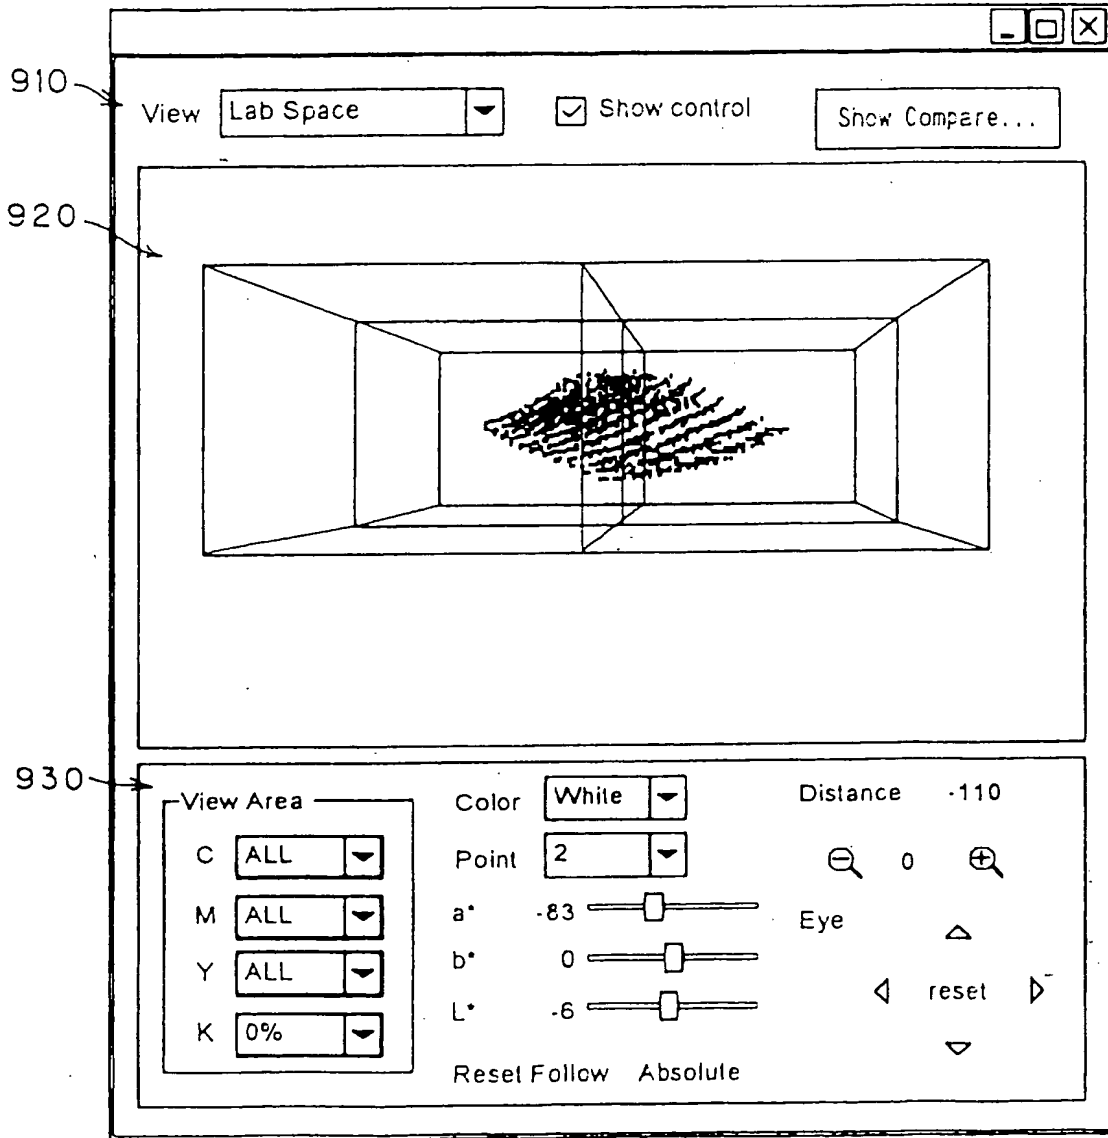 910
View Lab Space Show control Show Compare...
920
930
View Area
C ALL
M ALL
Y ALL
K 0%
Color White
Point 2
a* -83
b* 0
L* -6
Reset Follow Absolute
Distance -110
0
Eye
reset